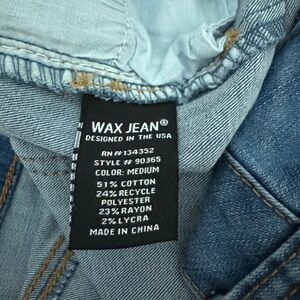 WAX JEAN®
DESIGNED IN THE USA
RN #134352
STYLE # 90365
COLOR: MEDIUM
51% COTTON
24% RECYCLE
POLYESTER
23% RAYON
2% LYCRA
MADE IN CHINA